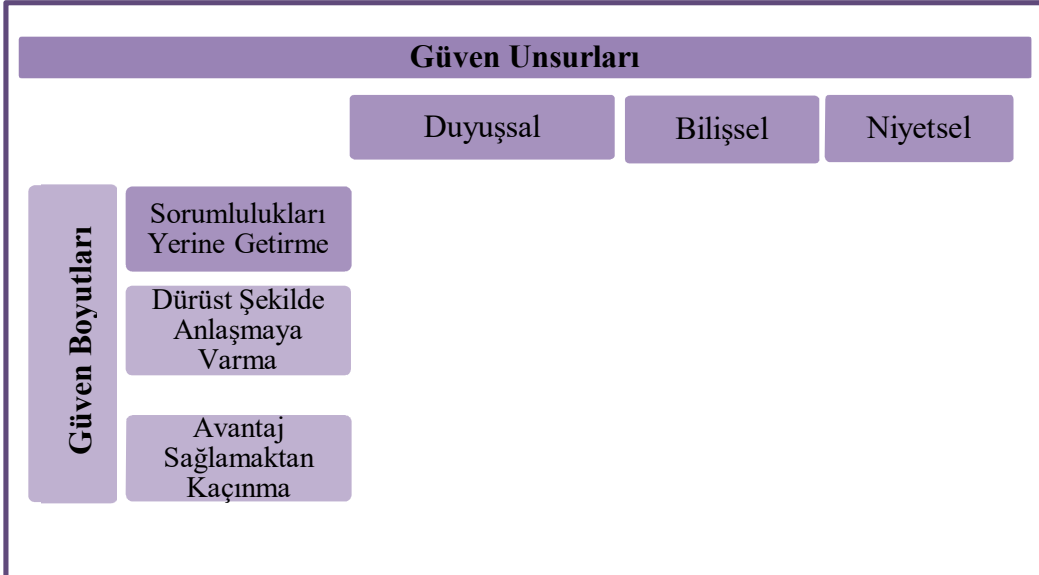 Güven Unsurları
Duyuşsal
Bilişsel
Niyetsel
Güven Boyutları
Sorumlulukları
Yerine Getirme
Dürüst Şekilde
Anlaşmaya
Varma
Avantaj
Sağlamaktan
Kaçınma